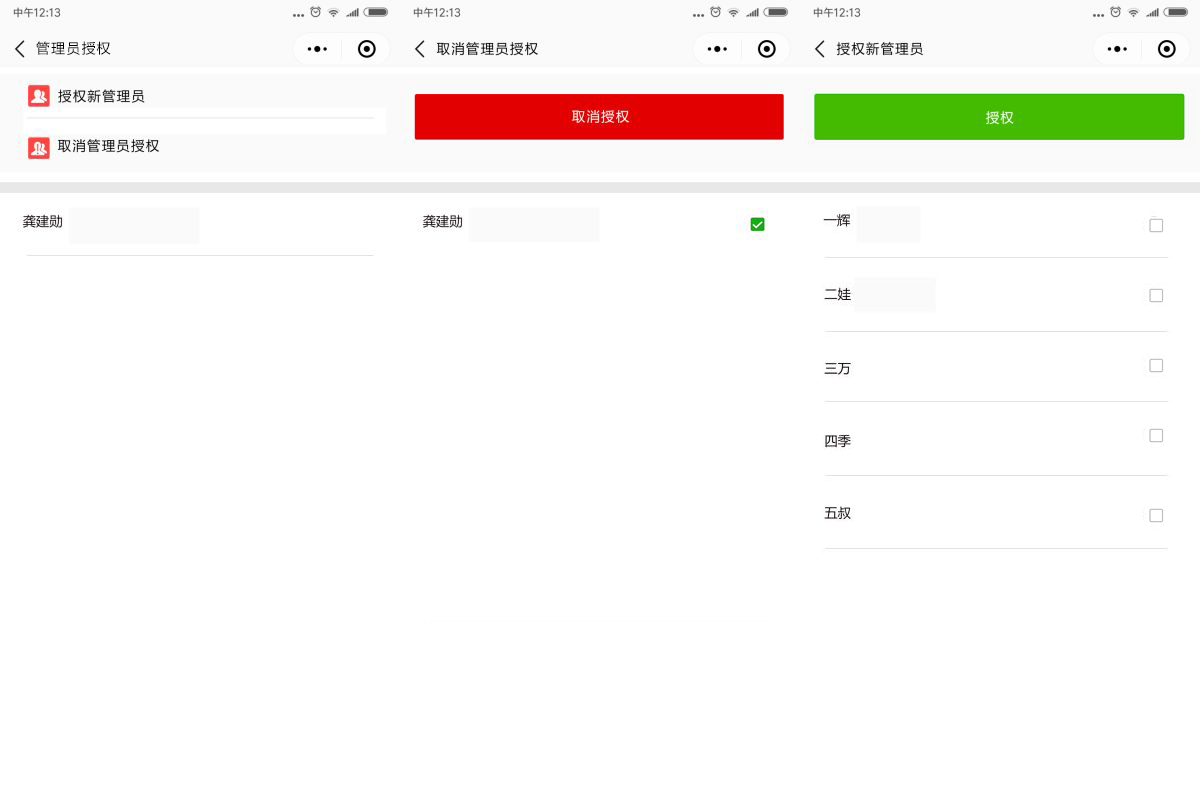 中午12:13
管理员授权
授权新管理员
取消管理员授权
龚建勋
中午12:13
取消管理员授权
取消授权
龚建勋
中午12:13
授权新管理员
授权
一辉
二娃
三万
四季
五叔